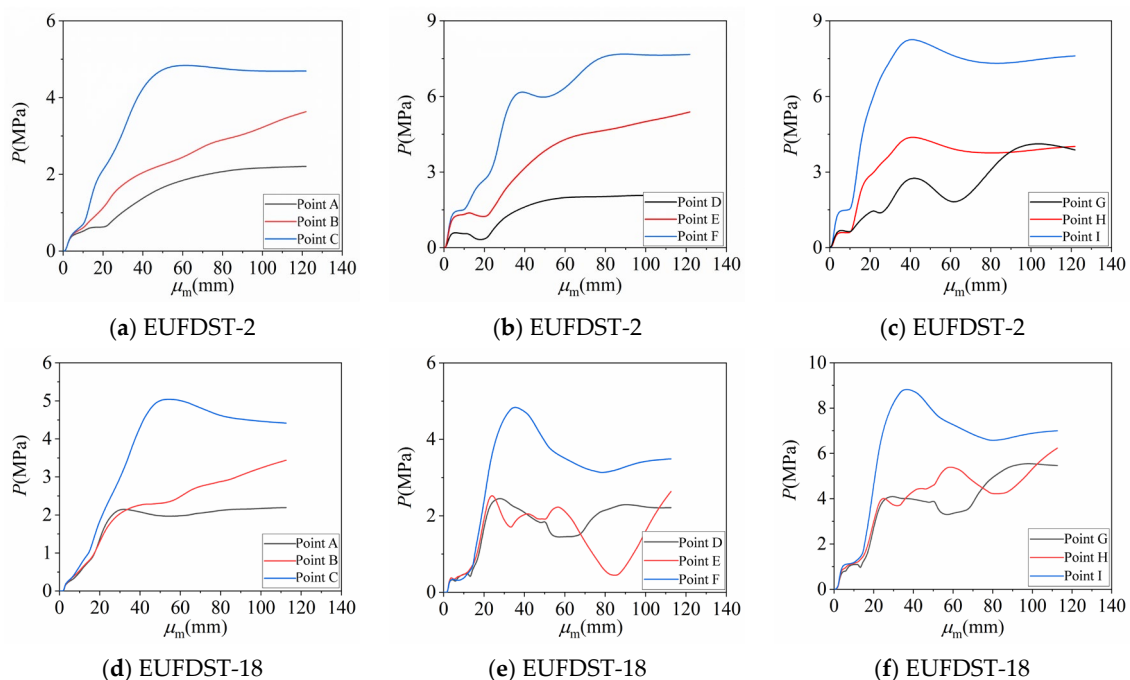 6
4
2
0
P(MPa)
0 20 40 60 80 100 120 140
μm(mm)
Point A
Point B
Point C
(a) EUFDST-2
9
6
3
0
P(MPa)
0 20 40 60 80 100 120 140
μm(mm)
Point D
Point E
Point F
(b) EUFDST-2
9
6
3
0
P(MPa)
0 20 40 60 80 100 120 140
μm(mm)
Point G
Point H
Point I
(c) EUFDST-2
6
5
4
3
2
1
0
P(MPa)
0 20 40 60 80 100 120 140
μm(mm)
Point A
Point B
Point C
(d) EUFDST-18
6
4
2
0
P(MPa)
0 20 40 60 80 100 120 140
μm(mm)
Point D
Point E
Point F
(e) EUFDST-18
10
8
6
4
2
0
P(MPa)
0 20 40 60 80 100 120 140
μm(mm)
Point G
Point H
Point I
(f) EUFDST-18